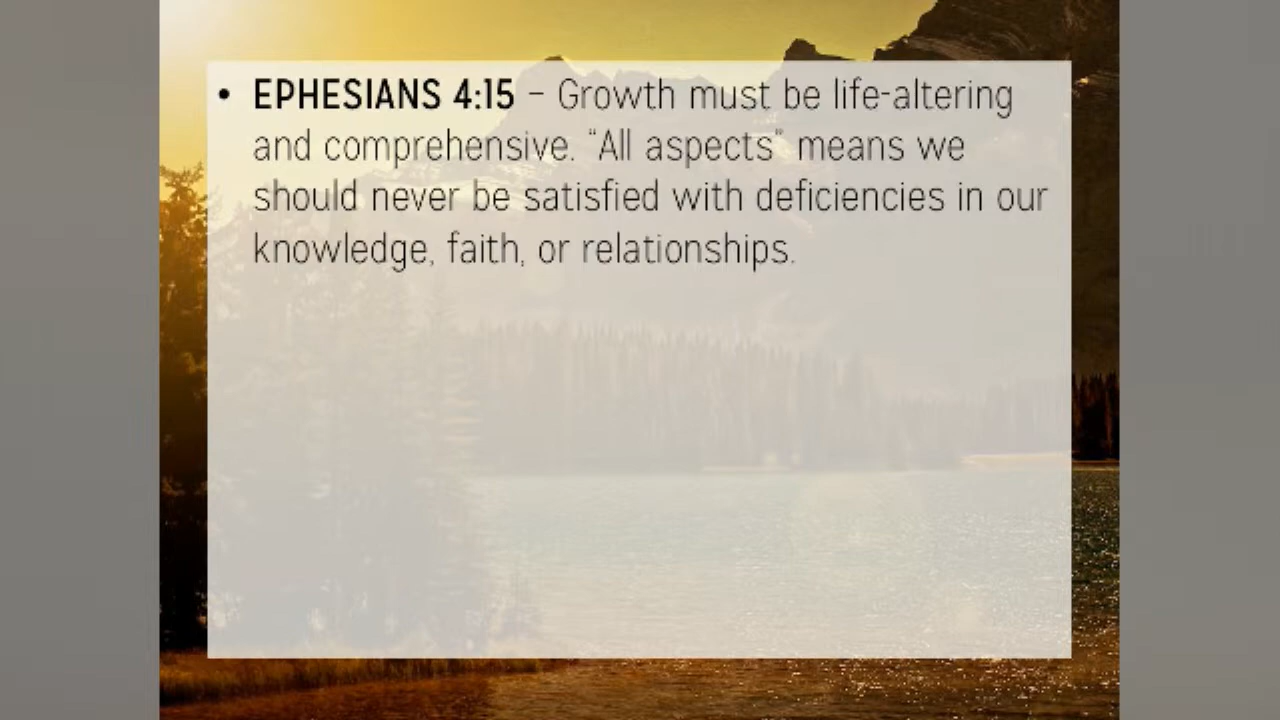 • EPHESIANS 4:15 – Growth must be life-altering
and comprehensive. “All aspects” means we
should never be satisfied with deficiencies in our
knowledge, faith, or relationships.